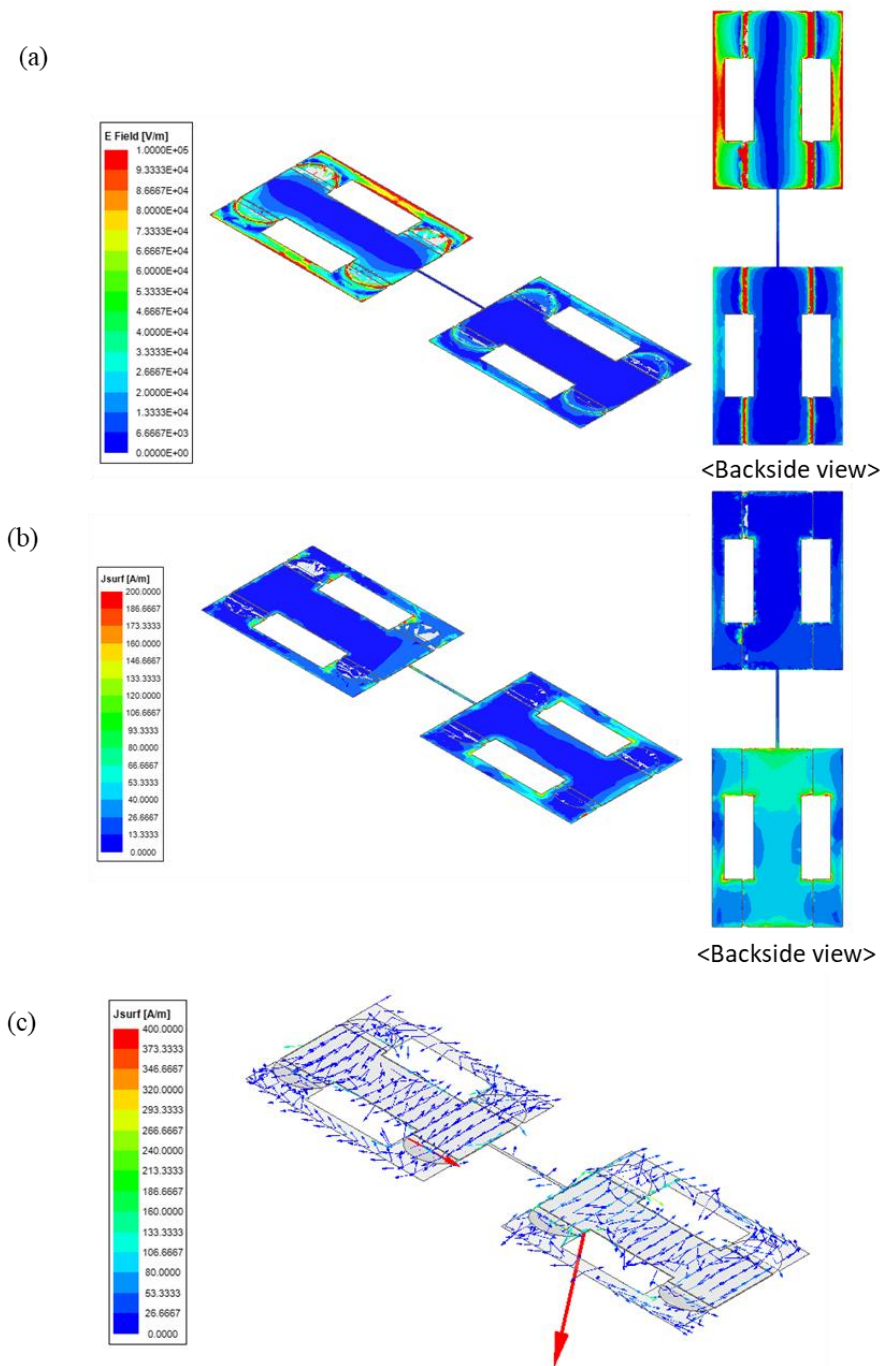 (a)
E Field [V/m]
1.0000E+05
9.3333E+04
8.6667E+04
8.0000E+04
7.3333E+04
6.6667E+04
6.0000E+04
5.3333E+04
4.6667E+04
4.0000E+04
3.3333E+04
2.6667E+04
2.0000E+04
1.3333E+04
6.6667E+03
0.0000E+00
<Backside view>
(b)
Jsurf [A/m]
200.0000
186.6667
173.3333
160.0000
146.6667
133.3333
120.0000
106.6667
93.3333
80.0000
66.6667
53.3333
40.0000
26.6667
13.3333
0.0000
<Backside view>
(c)
Jsurf [A/m]
400.0000
373.3333
346.6667
320.0000
293.3333
266.6667
240.0000
213.3333
186.6667
160.0000
133.3333
106.6667
80.0000
53.3333
26.6667
0.0000